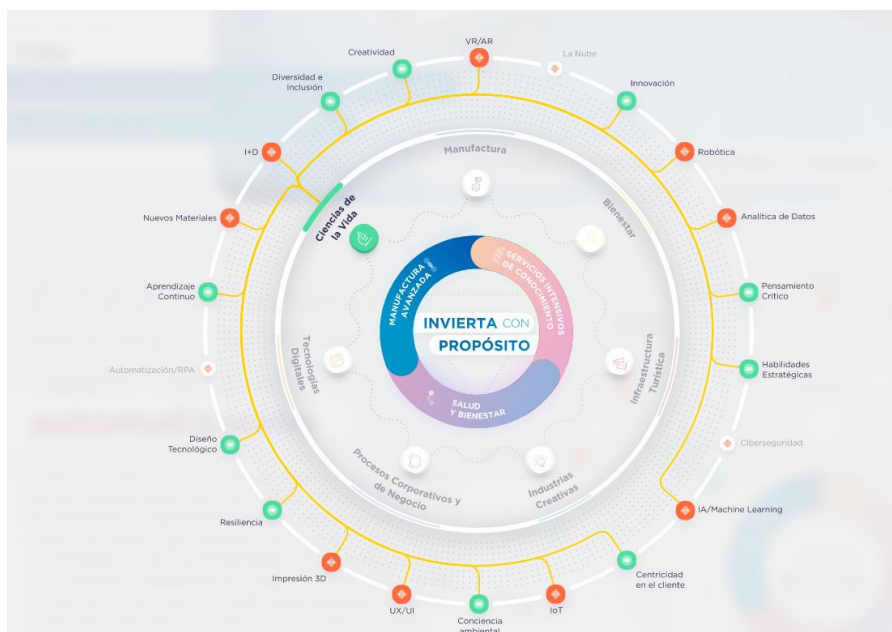 VR/AR
La Nube
Innovación
Robótica
Analítica de Datos
Pensamiento
Crítico
Habilidades
Estratégicas
Ciberseguridad
IA/Machine Learning
Centricidad
en el cliente
IoT
Conciencia
ambiental
UX/UI
Impresión 3D
Resiliencia
Diseño
Tecnológico
Automatización/RPA
Aprendizaje
Continuo
Nuevos Materiales
I+D
Diversidad e
Inclusión
Creatividad
Manufactura
Bienestar
Infraestructura
Turística
Industrias
Creativas
Procesos Corporativos y
de Negocio
Tecnologías
Digitales
Ciencias de
la Vida
MANUFACTURA
AVANZADA
SERVICIOS INTENSIVOS
DE CONOCIMIENTO
SALUD
Y BIENESTAR
INVIERTA CON
PROPÓSITO